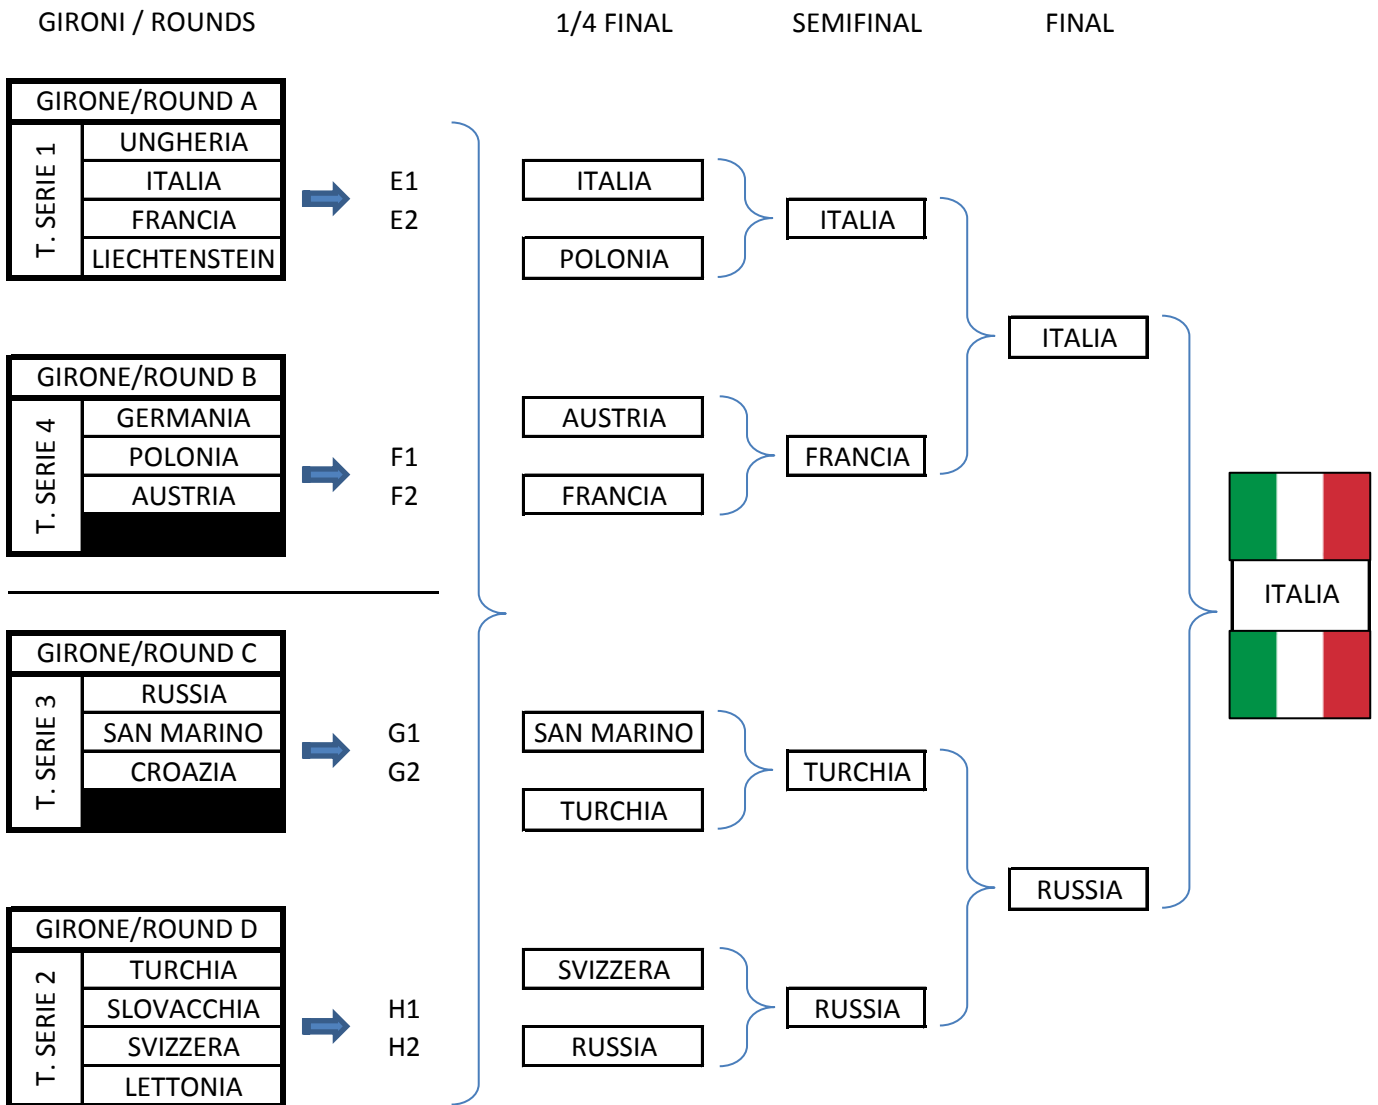 GIRONI / ROUNDS
1/4 FINAL
SEMIFINAL
FINAL
GIRONE/ROUND A
T. SERIE 1
UNGHERIA
ITALIA
FRANCIA
LIECHTENSTEIN
E1
E2
GIRONE/ROUND B
T. SERIE 4
GERMANIA
POLONIA
AUSTRIA
F1
F2
GIRONE/ROUND C
T. SERIE 3
RUSSIA
SAN MARINO
CROAZIA
G1
G2
GIRONE/ROUND D
T. SERIE 2
TURCHIA
SLOVACCHIA
SVIZZERA
LETTONIA
H1
H2
ITALIA
POLONIA
AUSTRIA
FRANCIA
SAN MARINO
TURCHIA
SVIZZERA
RUSSIA
ITALIA
FRANCIA
TURCHIA
RUSSIA
ITALIA
RUSSIA
ITALIA